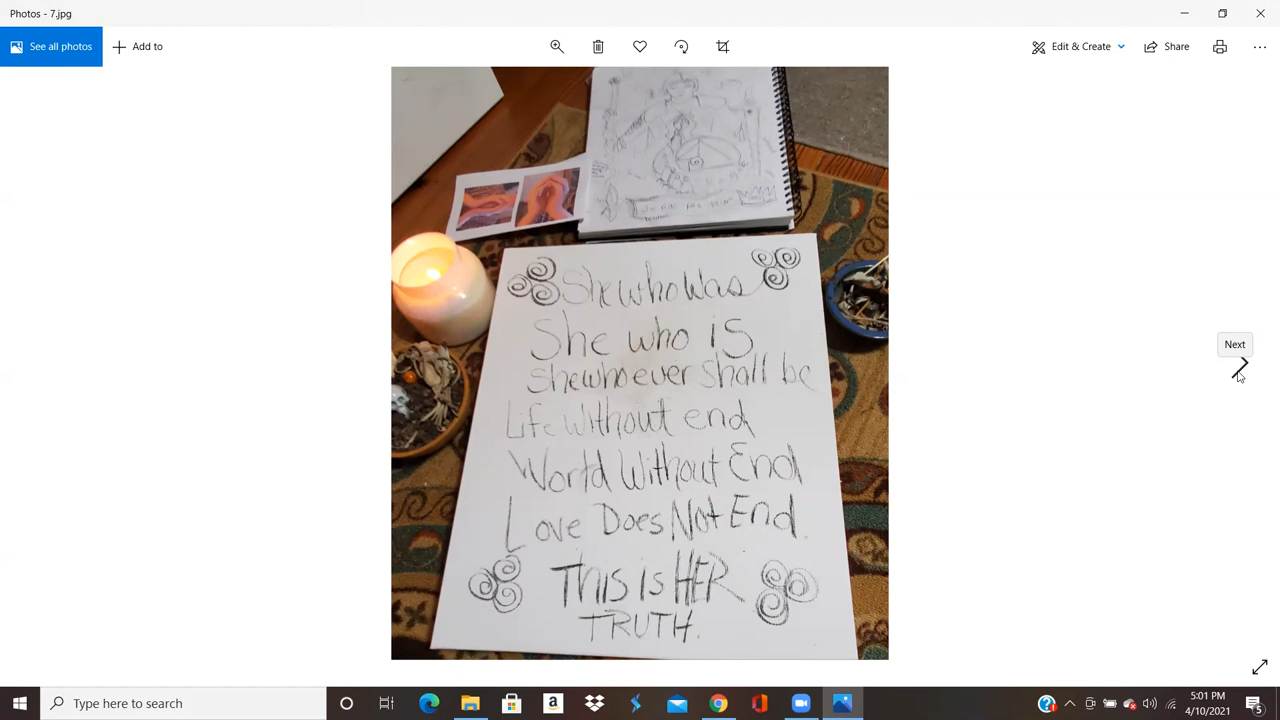 Photos - 7.jpg
See all photos
Add to
Edit & Create
Share
She who Was
She who is
She who ever shall be
Life Without end
World Without End
Love Does Not End.
THIS IS HER
TRUTH.
Next
Type here to search
5:01 PM
4/10/2021
5